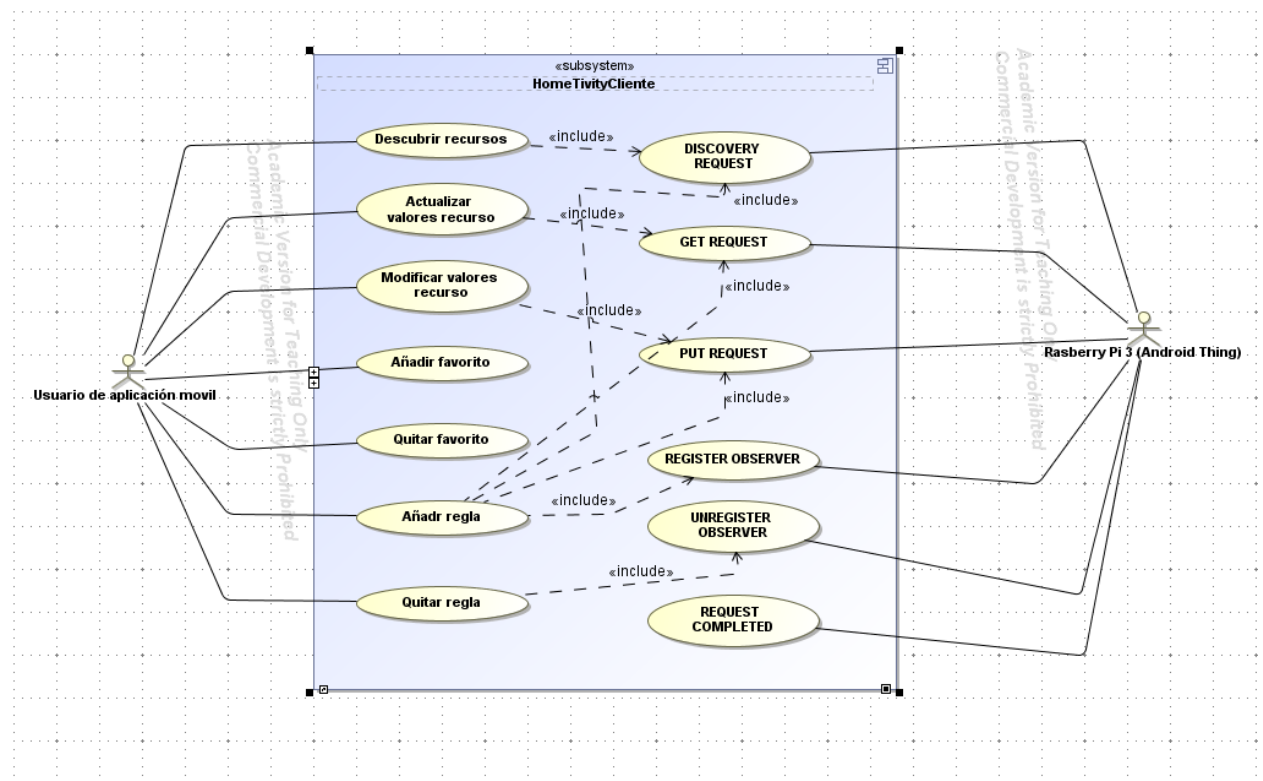 «subsystem»
HomeTivityCliente
Descubrir recursos
«include»
DISCOVERY
REQUEST
Actualizar
valores recurso
«include»
«include»
GET REQUEST
Modificar valores
recurso
«include»
«include»
PUT REQUEST
Añadir favorito
«include»
Quitar favorito
REGISTER OBSERVER
Añadr regla
«include»
UNREGISTER
OBSERVER
Quitar regla
«include»
REQUEST
COMPLETED
Usuario de aplicación movil
Rasberry Pi 3 (Android Thing)
Academic Version for Teaching Only
Commercial Development is strictly Prohibited
Academic Version for Teaching Only
Commercial Development is strictly Prohibited